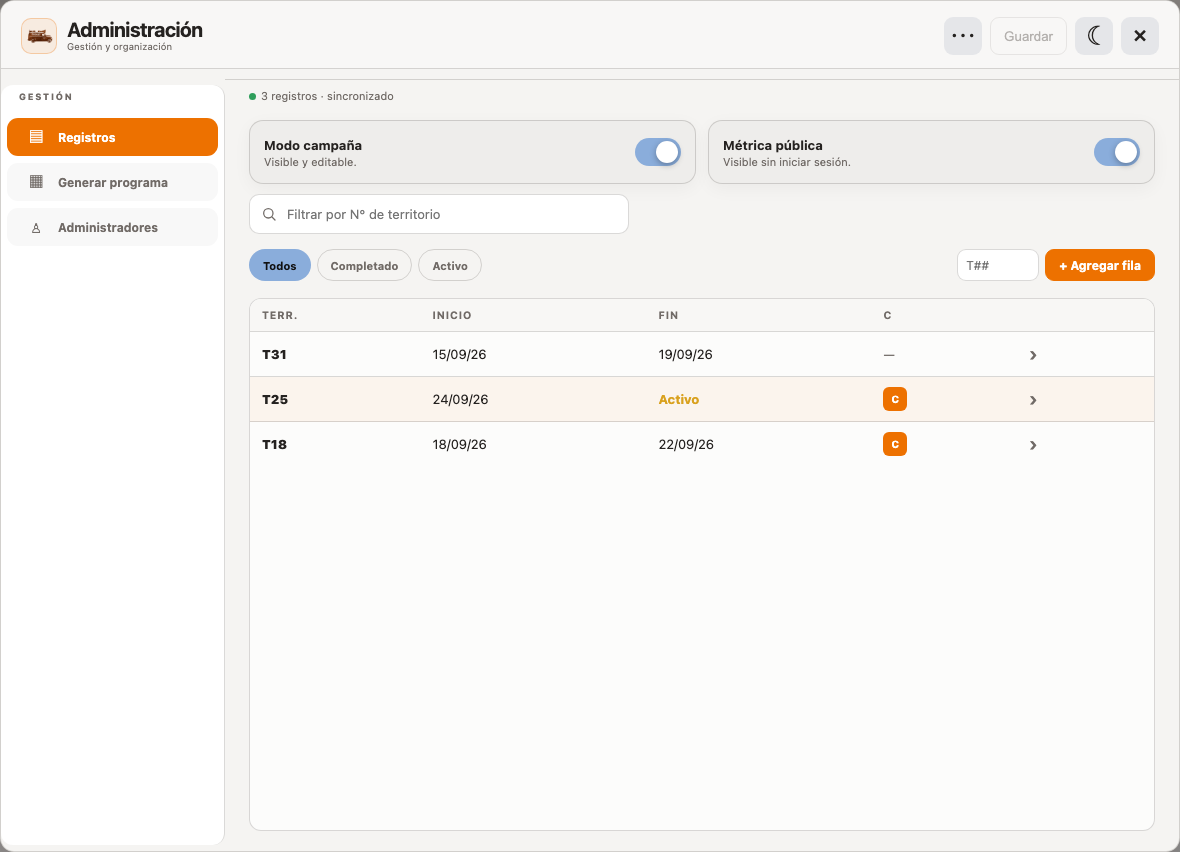 Administración
Gestión y organización
Guardar
GESTIÓN
Registros
Generar programa
Administradores
3 registros · sincronizado
Modo campaña
Visible y editable.
Métrica pública
Visible sin iniciar sesión.
Filtrar por N° de territorio
Todos Completado Activo T## + Agregar fila
TERR. INICIO FIN C
T31 15/09/26 19/09/26 —
T25 24/09/26 Activo C
T18 18/09/26 22/09/26 C